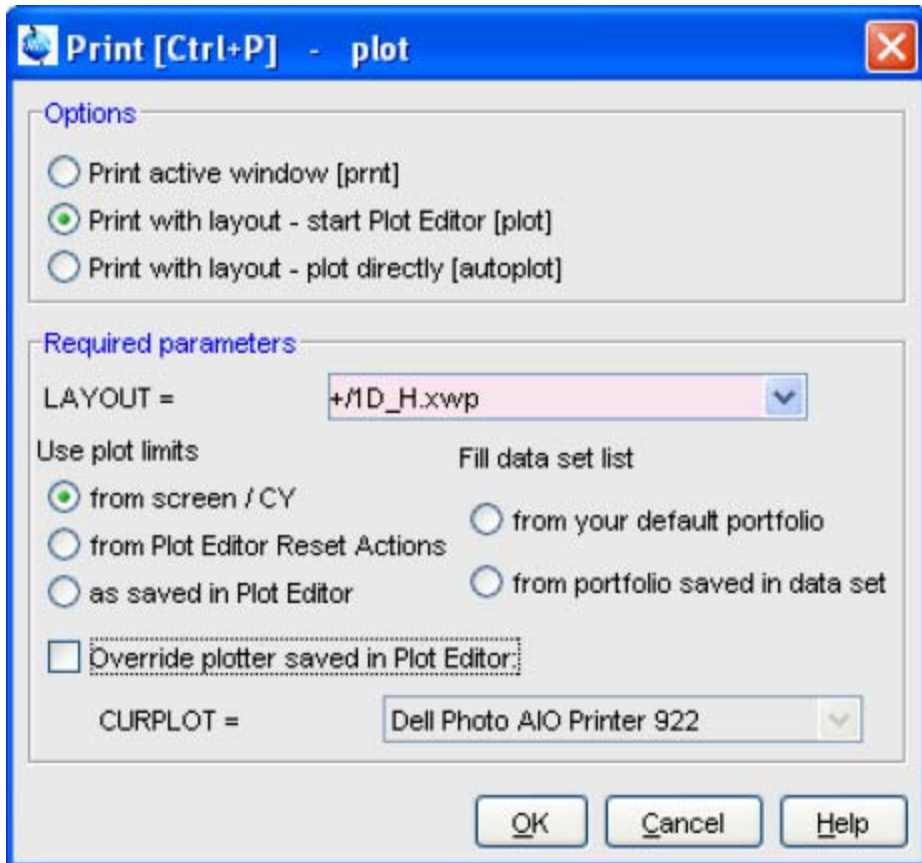 Print [Ctrl+P] - plot
Options
Print active window [prnt]
Print with layout - start Plot Editor [plot]
Print with layout - plot directly [autoplot]
Required parameters
LAYOUT = +/1D_H.xwp
Use plot limits
Fill data set list
from screen / CY
from your default portfolio
from Plot Editor Reset Actions
from portfolio saved in data set
as saved in Plot Editor
Override plotter saved in Plot Editor:
CURPLOT = Dell Photo AIO Printer 922
OK Cancel Help